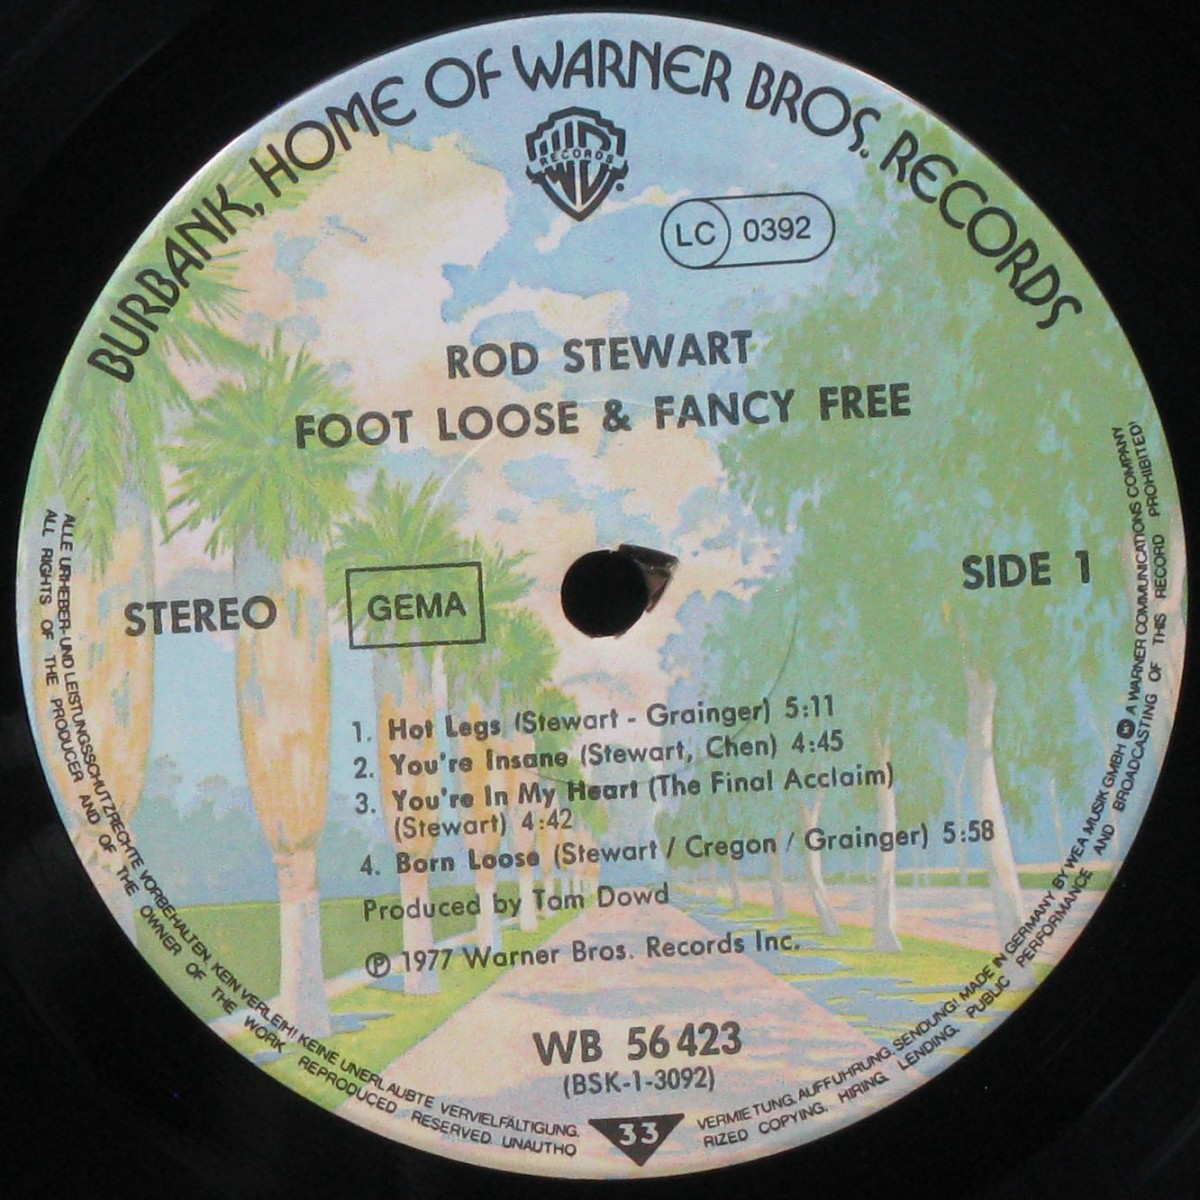 BURBANK, HOME OF WARNER BROS. RECORDS
RECORDS
LC 0392
ROD STEWART
FOOT LOOSE & FANCY FREE
STEREO
GEMA
SIDE 1
1. Hot Legs (Stewart - Grainger) 5:11
2. You're Insane (Stewart, Chen) 4:45
3. You're In My Heart (The Final Acclaim)
(Stewart) 4:42
4. Born Loose (Stewart / Cregon / Grainger) 5:58
Produced by Tom Dowd
℗ 1977 Warner Bros. Records Inc.
WB 56 423
(BSK-1-3092)
33
ALLE URHEBER- UND LEISTUNGSSCHUTZRECHTE VORBEHALTEN. KEIN VERLEIH! KEINE UNERLAUBTE VERVIELFÄLTIGUNG. VERMIETUNG. AUFFUHRUNG. SENDUNG! MADE IN GERMANY BY WEA MUSIK GMBH A WARNER COMMUNICATIONS COMPANY
ALL RIGHTS OF THE PRODUCER AND OF THE OWNER OF THE WORK REPRODUCED RESERVED UNAUTHO RIZED COPYING. HIRING. LENDING. PUBLIC PERFORMANCE AND BROADCASTING OF THIS RECORD PROHIBITED!